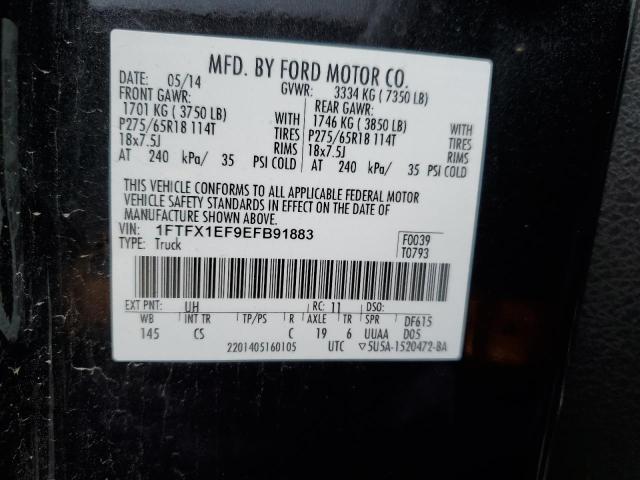 MFD. BY FORD MOTOR CO.
DATE: 05/14 GVWR: 3334 KG (7350 LB)
FRONT GAWR: REAR GAWR:
1701 KG (3750 LB) WITH 1746 KG (3850 LB) WITH
P275/65R18 114T TIRES P275/65R18 114T TIRES
18x7.5J RIMS 18x7.5J RIMS
AT 240 kPa/ 35 PSI COLD AT 240 kPa/ 35 PSI COLD
THIS VEHICLE CONFORMS TO ALL APPLICABLE FEDERAL MOTOR
VEHICLE SAFETY STANDARDS IN EFFECT ON THE DATE OF
MANUFACTURE SHOWN ABOVE.
VIN: 1FTFX1EF9EFB91883 F0039
TYPE: Truck T0793
EXT PNT: UH RC: 11 DSO:
WB INT TR TP/PS R AXLE TR SPR DF615
145 CS C 19 6 UUAA D05
2201405160105 UTC ▽5U5A-1520472-BA